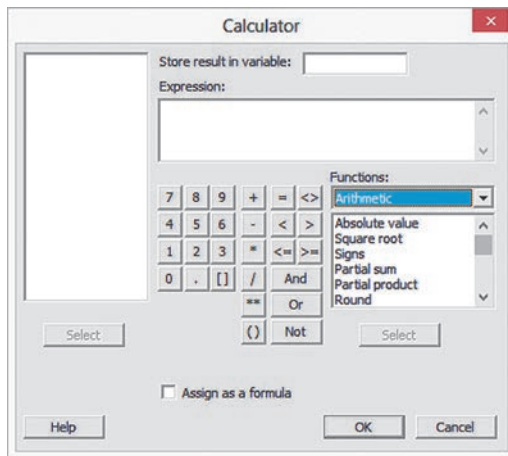 Calculator
×
Store result in variable:
Expression:
Functions:
7 8 9 + = <> Arithmetic
4 5 6 - < > Absolute value
Square root
1 2 3 * <= >= Signs
Partial sum
0 . [] / And Partial product
** Or Round
() Not
Select
Select
Assign as a formula
Help
OK
Cancel